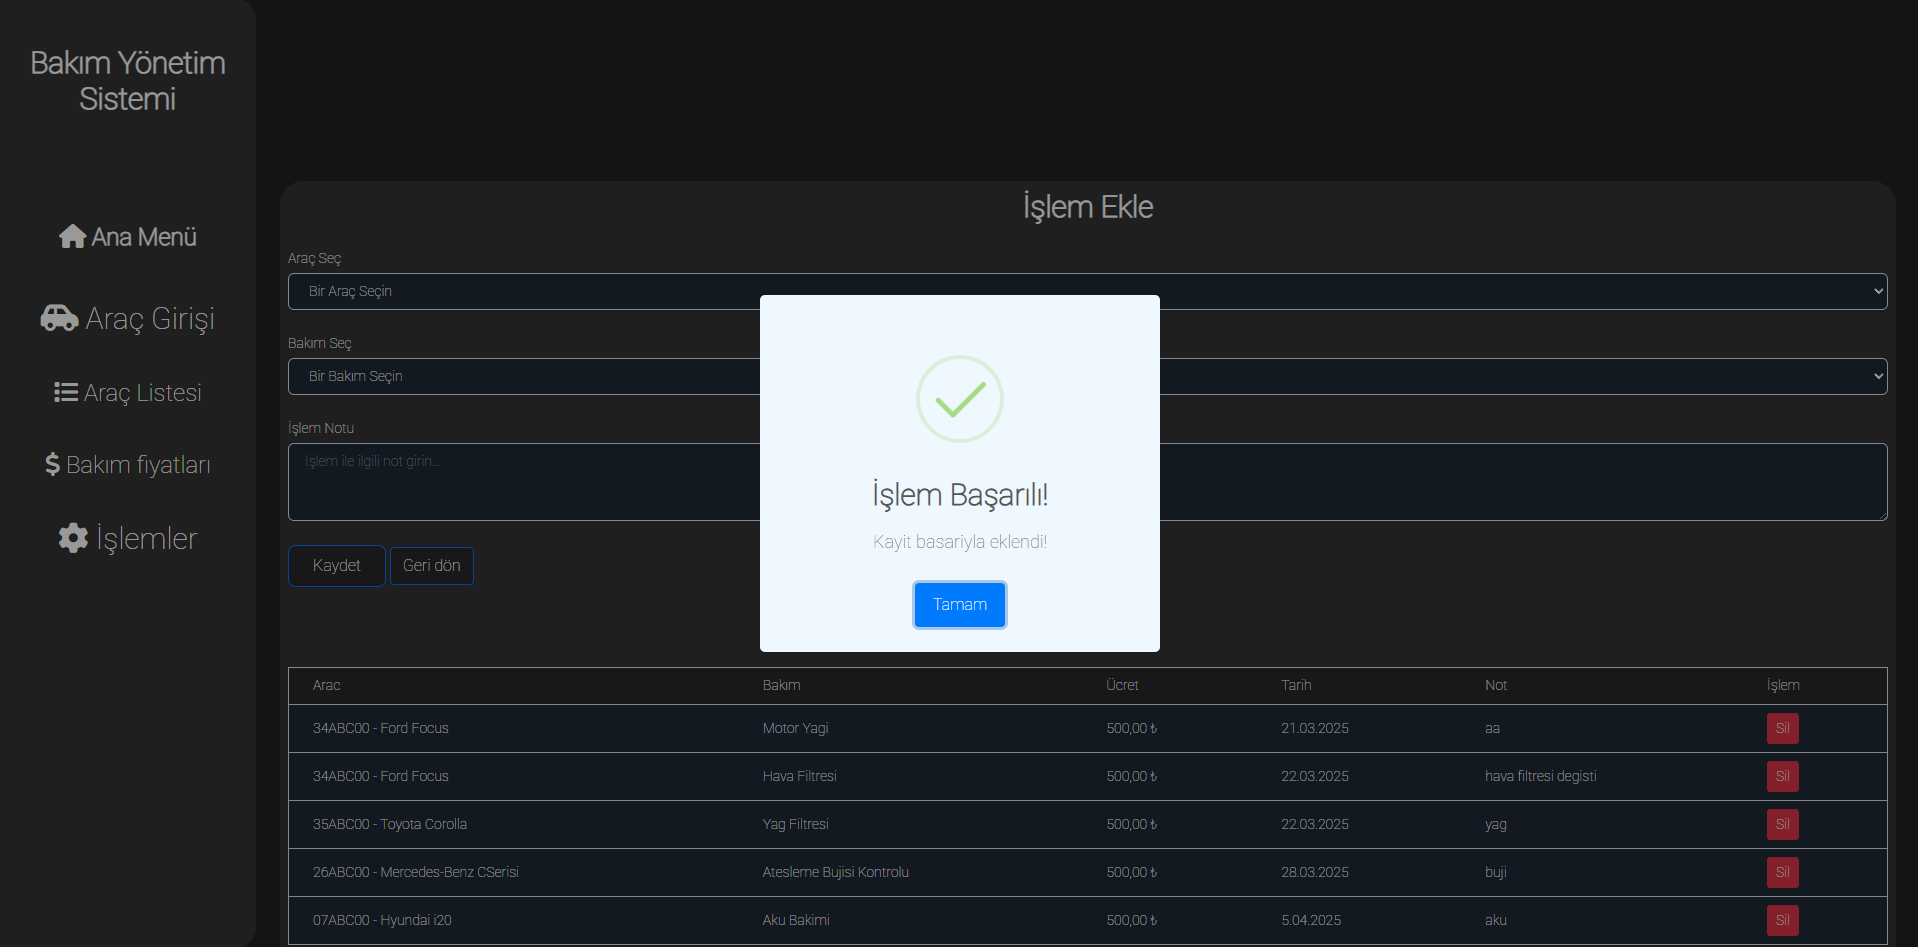 Bakım Yönetim
Sistemi
Ana Menü
Araç Girişi
Araç Listesi
Bakım fiyatları
İşlemler
İşlem Ekle
Araç Seç
Bir Araç Seçin
Bakım Seç
Bir Bakım Seçin
İşlem Notu
İşlem ile ilgili not girin...
Kaydet Geri dön
İşlem Başarılı!
Kayit basariyla eklendi!
Tamam
Arac Bakım Ücret Tarih Not İşlem
34ABC00 - Ford Focus Motor Yagi 500,00 ₺ 21.03.2025 aa Sil
34ABC00 - Ford Focus Hava Filtresi 500,00 ₺ 22.03.2025 hava filtresi degisti Sil
35ABC00 - Toyota Corolla Yag Filtresi 500,00 ₺ 22.03.2025 yag Sil
26ABC00 - Mercedes-Benz CSerisi Atesleme Bujisi Kontrolu 500,00 ₺ 28.03.2025 buji Sil
07ABC00 - Hyundai i20 Aku Bakimi 500,00 ₺ 5.04.2025 aku Sil